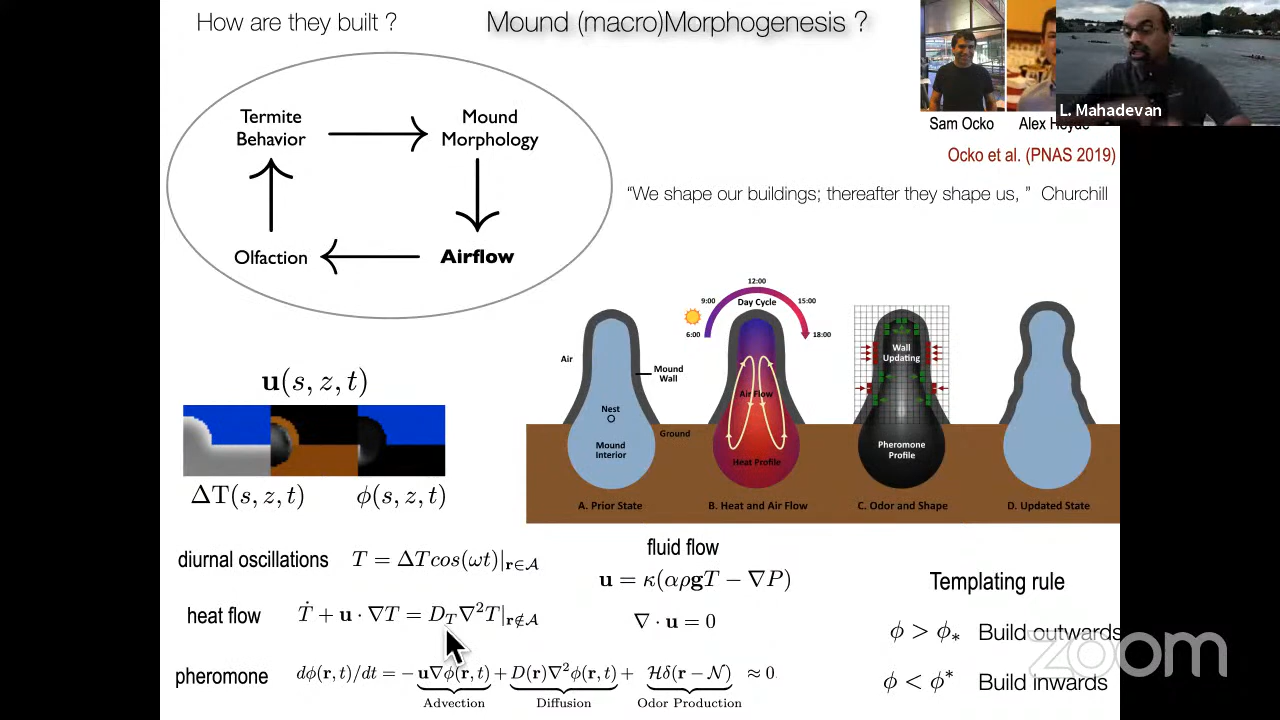 How are they built ?
Mound (macro)Morphogenesis ?
L. Mahadevan
Sam Ocko
Alex Heyde
Ocko et al. (PNAS 2019)
Termite Behavior
Mound Morphology
Olfaction
Airflow
“We shape our buildings; thereafter they shape us, ” Churchill
12:00
9:00
Day Cycle
15:00
6:00
18:00
Air
Mound Wall
Nest
Mound Interior
Ground
Air Flow
Heat Profile
Wall Updating
Pheromone Profile
A. Prior State
B. Heat and Air Flow
C. Odor and Shape
D. Updated State
u(s, z, t)
ΔT(s, z, t)
ϕ(s, z, t)
diurnal oscillations T = ΔTcos(ωt)|r∈A
heat flow Ṫ + u · ∇T = D_T∇²T|r∉A
pheromone dϕ(r, t)/dt = − u∇ϕ(r, t) + D(r)∇²ϕ(r, t) + Hδ(r − N) ≈ 0
Advection
Diffusion
Odor Production
fluid flow
u = κ(αρgT − ∇P)
∇ · u = 0
Templating rule
ϕ > ϕ* Build outwards
ϕ < ϕ* Build inwards
zoom